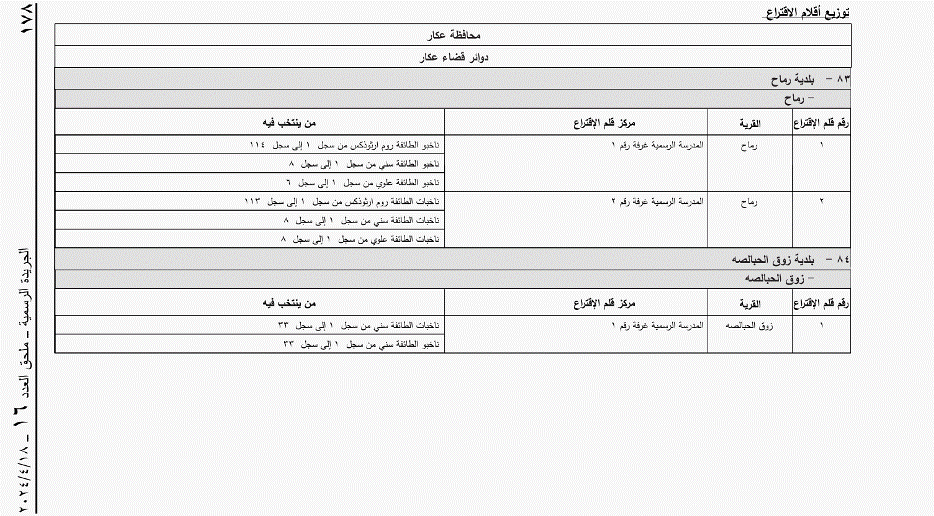 توزيع أقلام الاقتراع
محافظة عكار
دوائر قضاء عكار
٨٣ - بلدية رماح
- رماح
رقم قلم الإقتراع القرية مركز قلم الإقتراع من ينتخب فيه
١ رماح المدرسة الرسمية غرفة رقم ١ ناخبو الطائفة روم ارثوذكس من سجل ١ إلى سجل ١١٤
ناخبو الطائفة سني من سجل ١ إلى سجل ٨
ناخبو الطائفة علوي من سجل ١ إلى سجل ٦
٢ رماح المدرسة الرسمية غرفة رقم ٢ ناخبات الطائفة روم ارثوذكس من سجل ١ إلى سجل ١١٣
ناخبات الطائفة سني من سجل ١ إلى سجل ٨
ناخبات الطائفة علوي من سجل ١ إلى سجل ٨
٨٤ - بلدية زوق الحبالصه
- زوق الحبالصه
رقم قلم الإقتراع القرية مركز قلم الإقتراع من ينتخب فيه
١ زوق الحبالصه المدرسة الرسمية غرفة رقم ١ ناخبات الطائفة سني من سجل ١ إلى سجل ٣٣
ناخبو الطائفة سني من سجل ١ إلى سجل ٣٣
١٧٨
الجريدة الرسمية ـ ملحق العدد ١٦ ـ ٢٠٢٤/٤/١٨